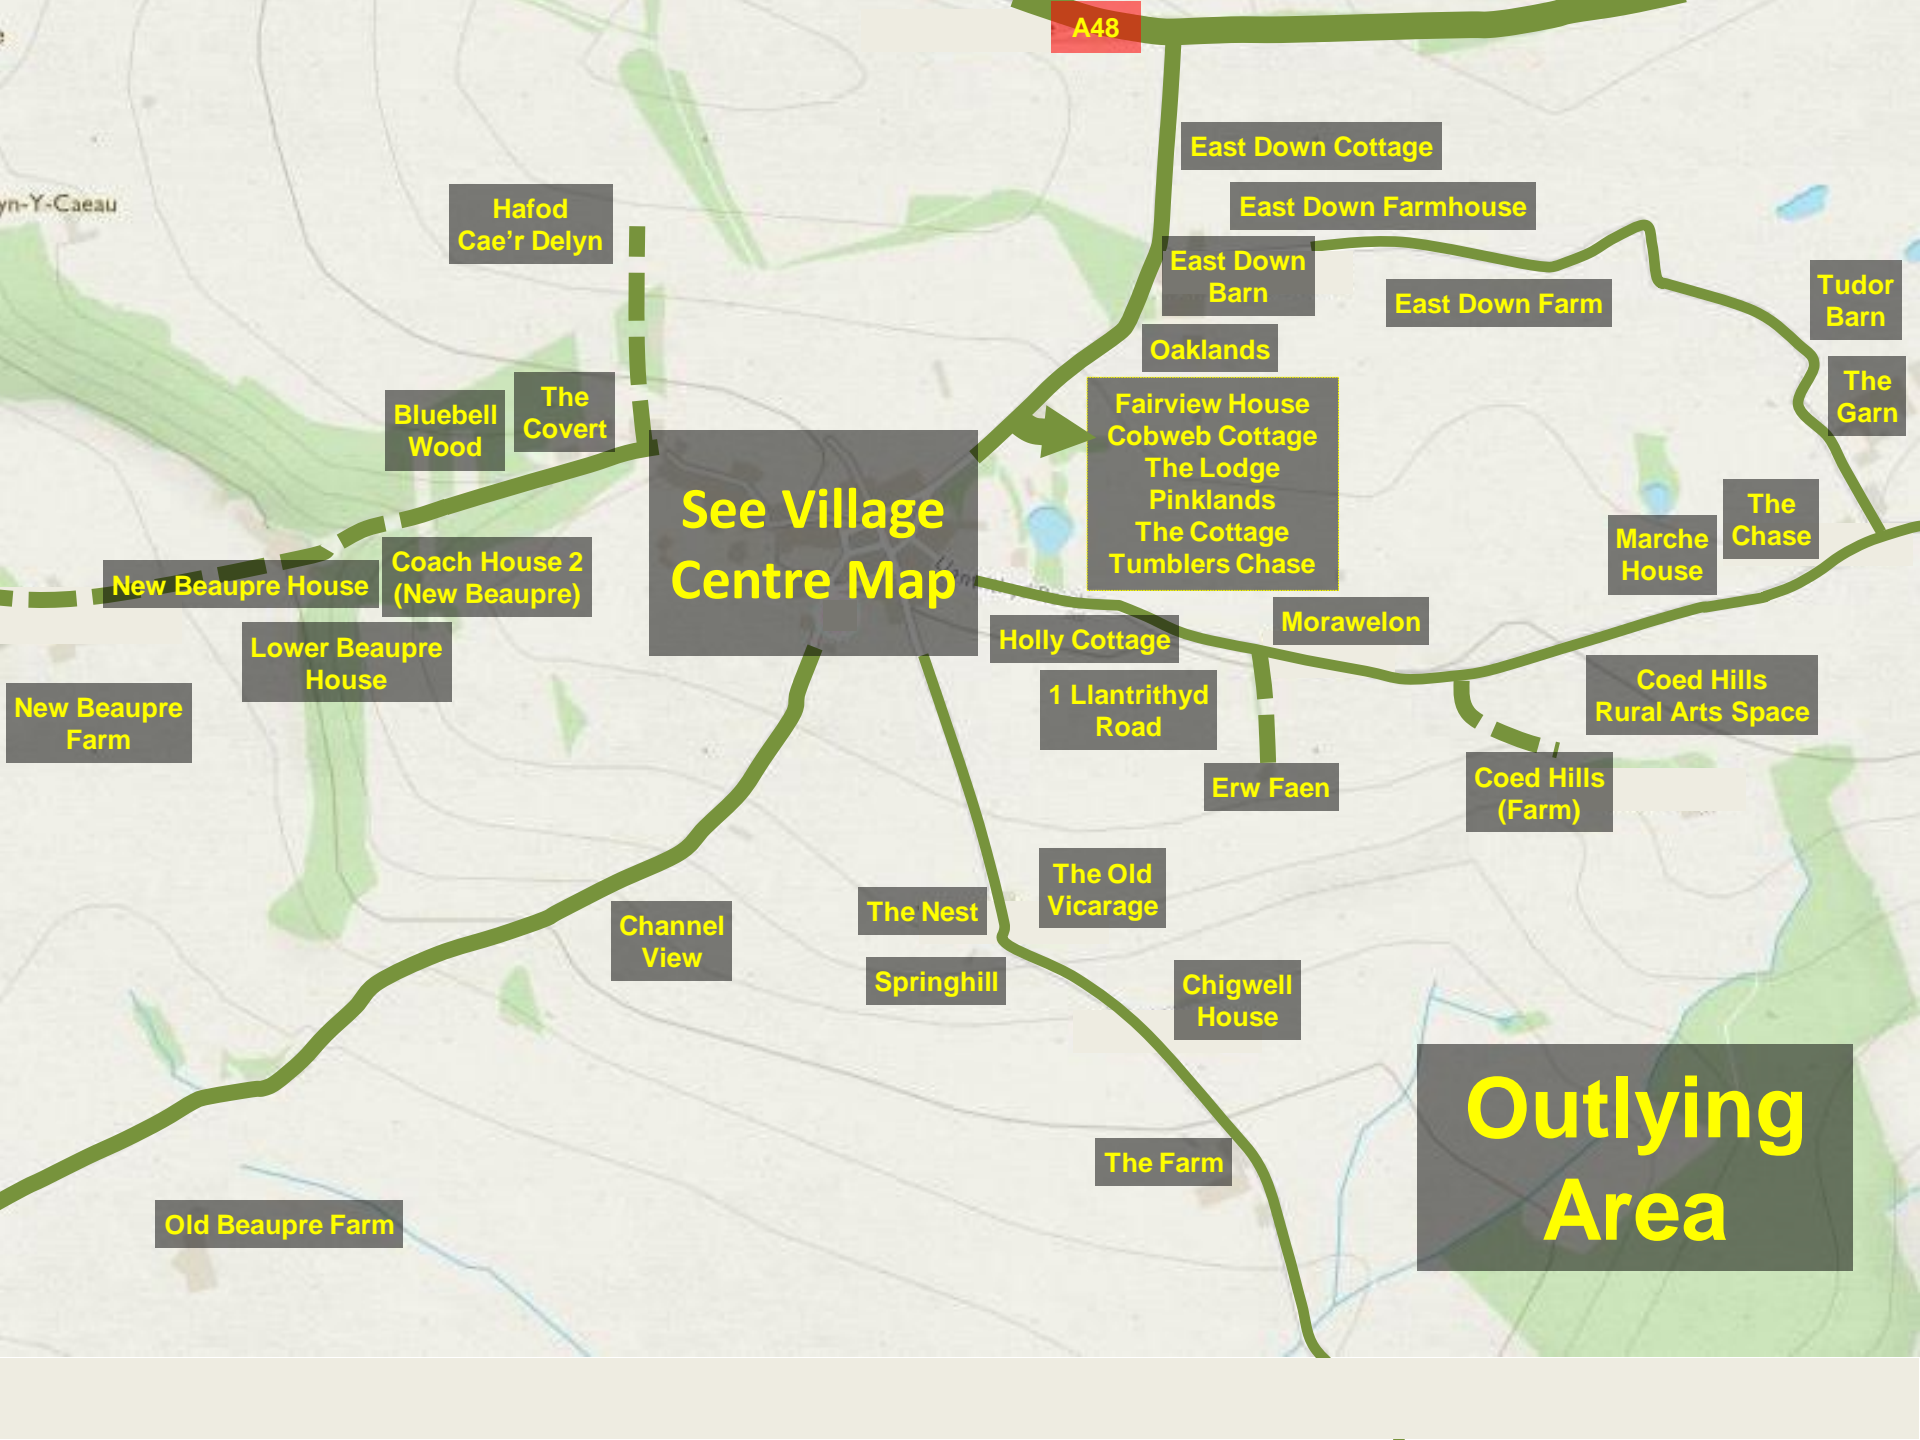 A48
East Down Cottage
yn-Y-Caeau
Hafod
Cae'r Delyn
East Down Farmhouse
East Down
Barn
East Down Farm
Tudor
Barn
Oaklands
The
Garn
Bluebell
Wood
The
Covert
Fairview House
Cobweb Cottage
The Lodge
Pinklands
The Cottage
Tumblers Chase
See Village
Centre Map
The
Chase
Marche
House
New Beaupre House
Coach House 2
(New Beaupre)
Holly Cottage
Morawelon
Lower Beaupre
House
New Beaupre
Farm
1 Llantrithyd
Road
Coed Hills
Rural Arts Space
Erw Faen
Coed Hills
(Farm)
The Old
Vicarage
The Nest
Channel
View
Springhill
Chigwell
House
Outlying
Area
The Farm
Old Beaupre Farm